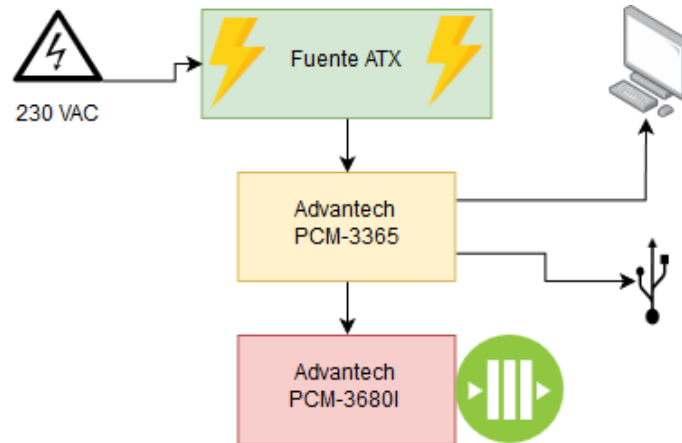 Fuente ATX
230 VAC
Advantech
PCM-3365
Advantech
PCM-3680I